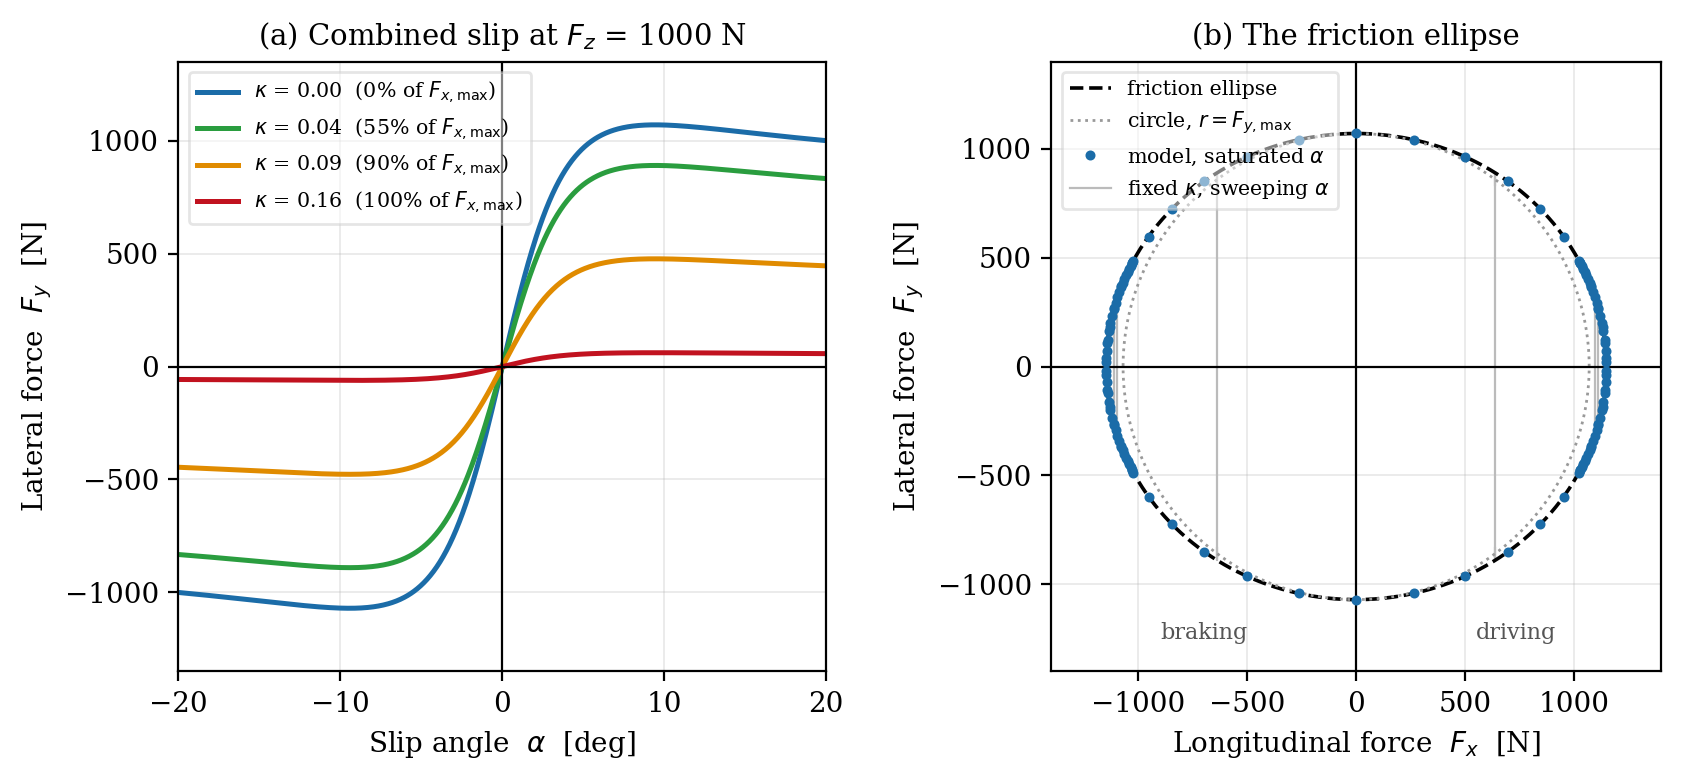 (a) Combined slip at F_z = 1000 N
κ = 0.00 (0% of F_x, max)
κ = 0.04 (55% of F_x, max)
κ = 0.09 (90% of F_x, max)
κ = 0.16 (100% of F_x, max)
1000
500
0
−500
−1000
Lateral force F_y [N]
−20
−10
0
10
20
Slip angle α [deg]
(b) The friction ellipse
friction ellipse
circle, r = F_y, max
model, saturated α
fixed κ, sweeping α
1000
500
0
−500
−1000
Lateral force F_y [N]
braking
driving
−1000
−500
0
500
1000
Longitudinal force F_x [N]